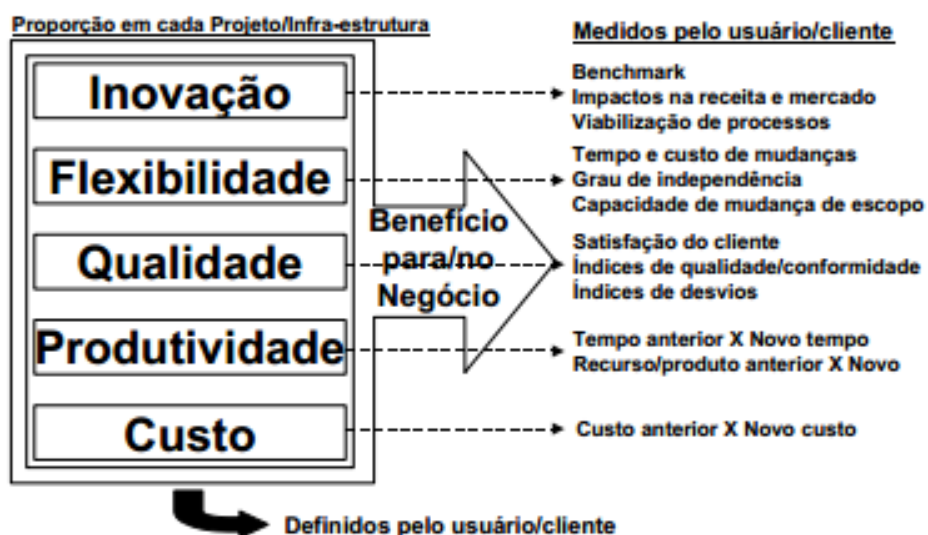 Proporção em cada Projeto/Infra-estrutura
Inovação
Flexibilidade
Qualidade
Produtividade
Custo
Benefício
para/no
Negócio
Medidos pelo usuário/cliente
Benchmark
Impactos na receita e mercado
Viabilização de processos
Tempo e custo de mudanças
Grau de independência
Capacidade de mudança de escopo
Satisfação do cliente
Índices de qualidade/conformidade
Índices de desvios
Tempo anterior X Novo tempo
Recurso/produto anterior X Novo
Custo anterior X Novo custo
Definidos pelo usuário/cliente